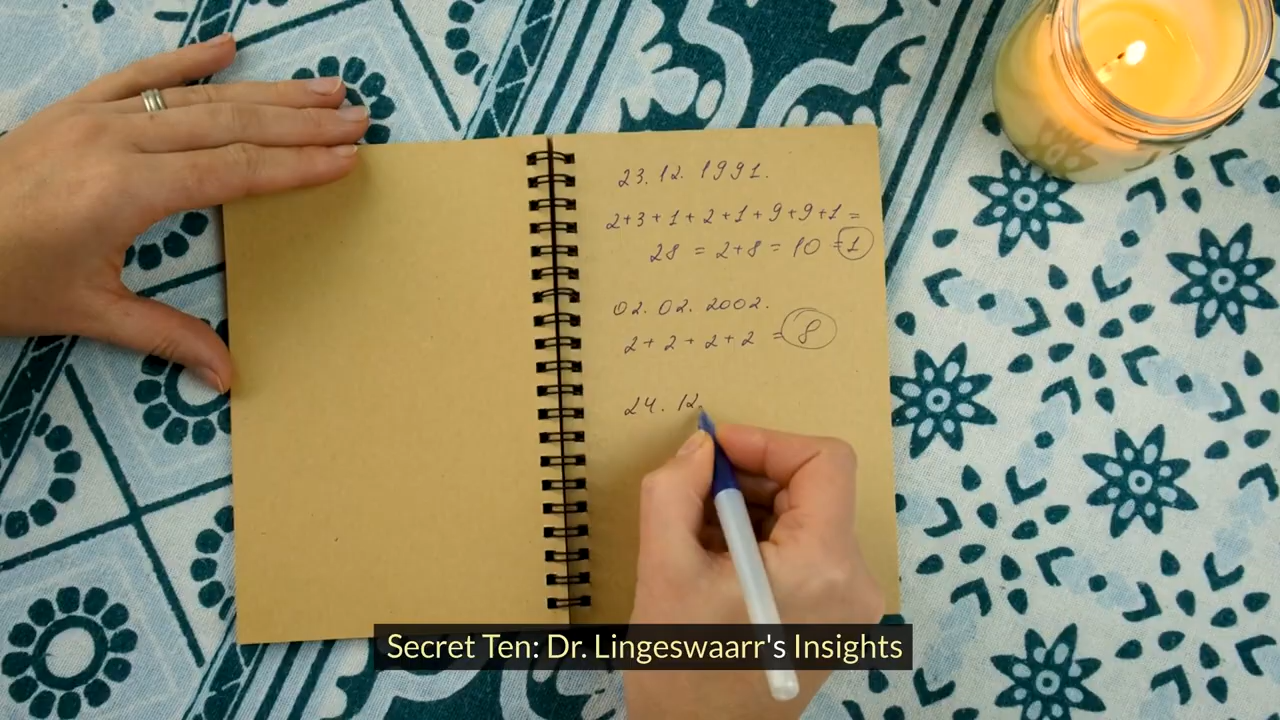 23. 12. 1991.
2+3+1+2+1+9+9+1=
28 = 2+8 = 10 = 1
02. 02. 2002.
2+2+2+2 = 8
24. 12.
Secret Ten: Dr. Lingeswaarr's Insights